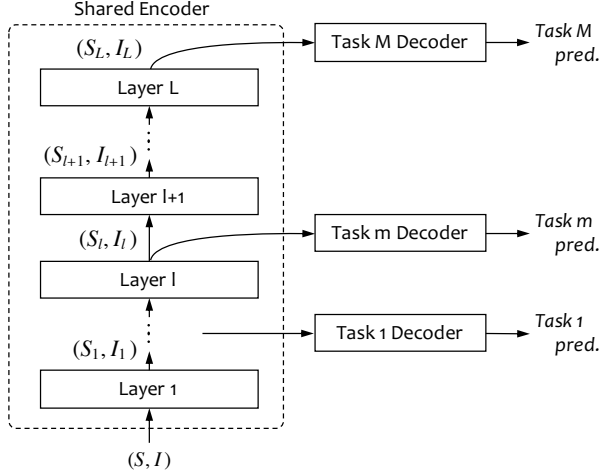 Shared Encoder
(S_L, I_L)
Task M Decoder
Task M
pred.
Layer L
(S_{l+1}, I_{l+1})
Layer l+1
(S_l, I_l)
Task m Decoder
Task m
pred.
Layer l
Task 1 Decoder
Task 1
pred.
(S_1, I_1)
Layer 1
(S, I)